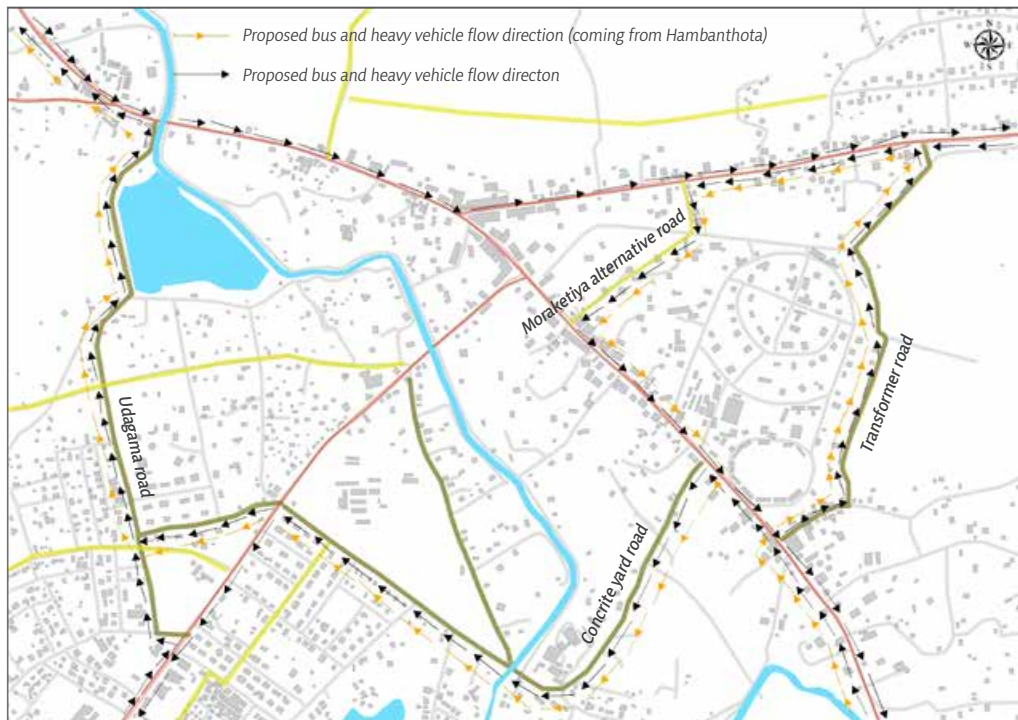 Proposed bus and heavy vehicle flow direction (coming from Hambanthota)
Proposed bus and heavy vehicle flow directon
N
W
E
S
Moraketiya alternative road
Transformer road
Udagama road
Concrite yard road